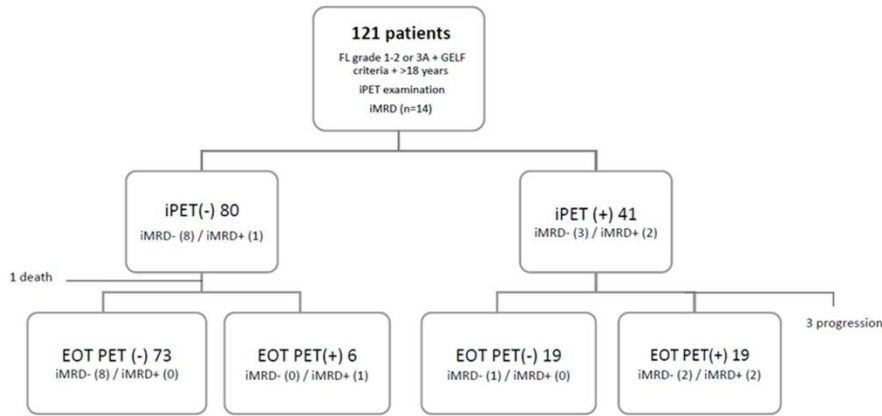 121 patients
FL grade 1-2 or 3A + GELF
criteria + >18 years
iPET examination
iMRD (n=14)
iPET(-) 80
iMRD- (8) / iMRD+ (1)
iPET (+) 41
iMRD- (3) / iMRD+ (2)
1 death
3 progression
EOT PET (-) 73
iMRD- (8) / iMRD+ (0)
EOT PET(+) 6
iMRD- (0) / iMRD+ (1)
EOT PET(-) 19
iMRD- (1) / iMRD+ (0)
EOT PET(+) 19
iMRD- (2) / iMRD+ (2)